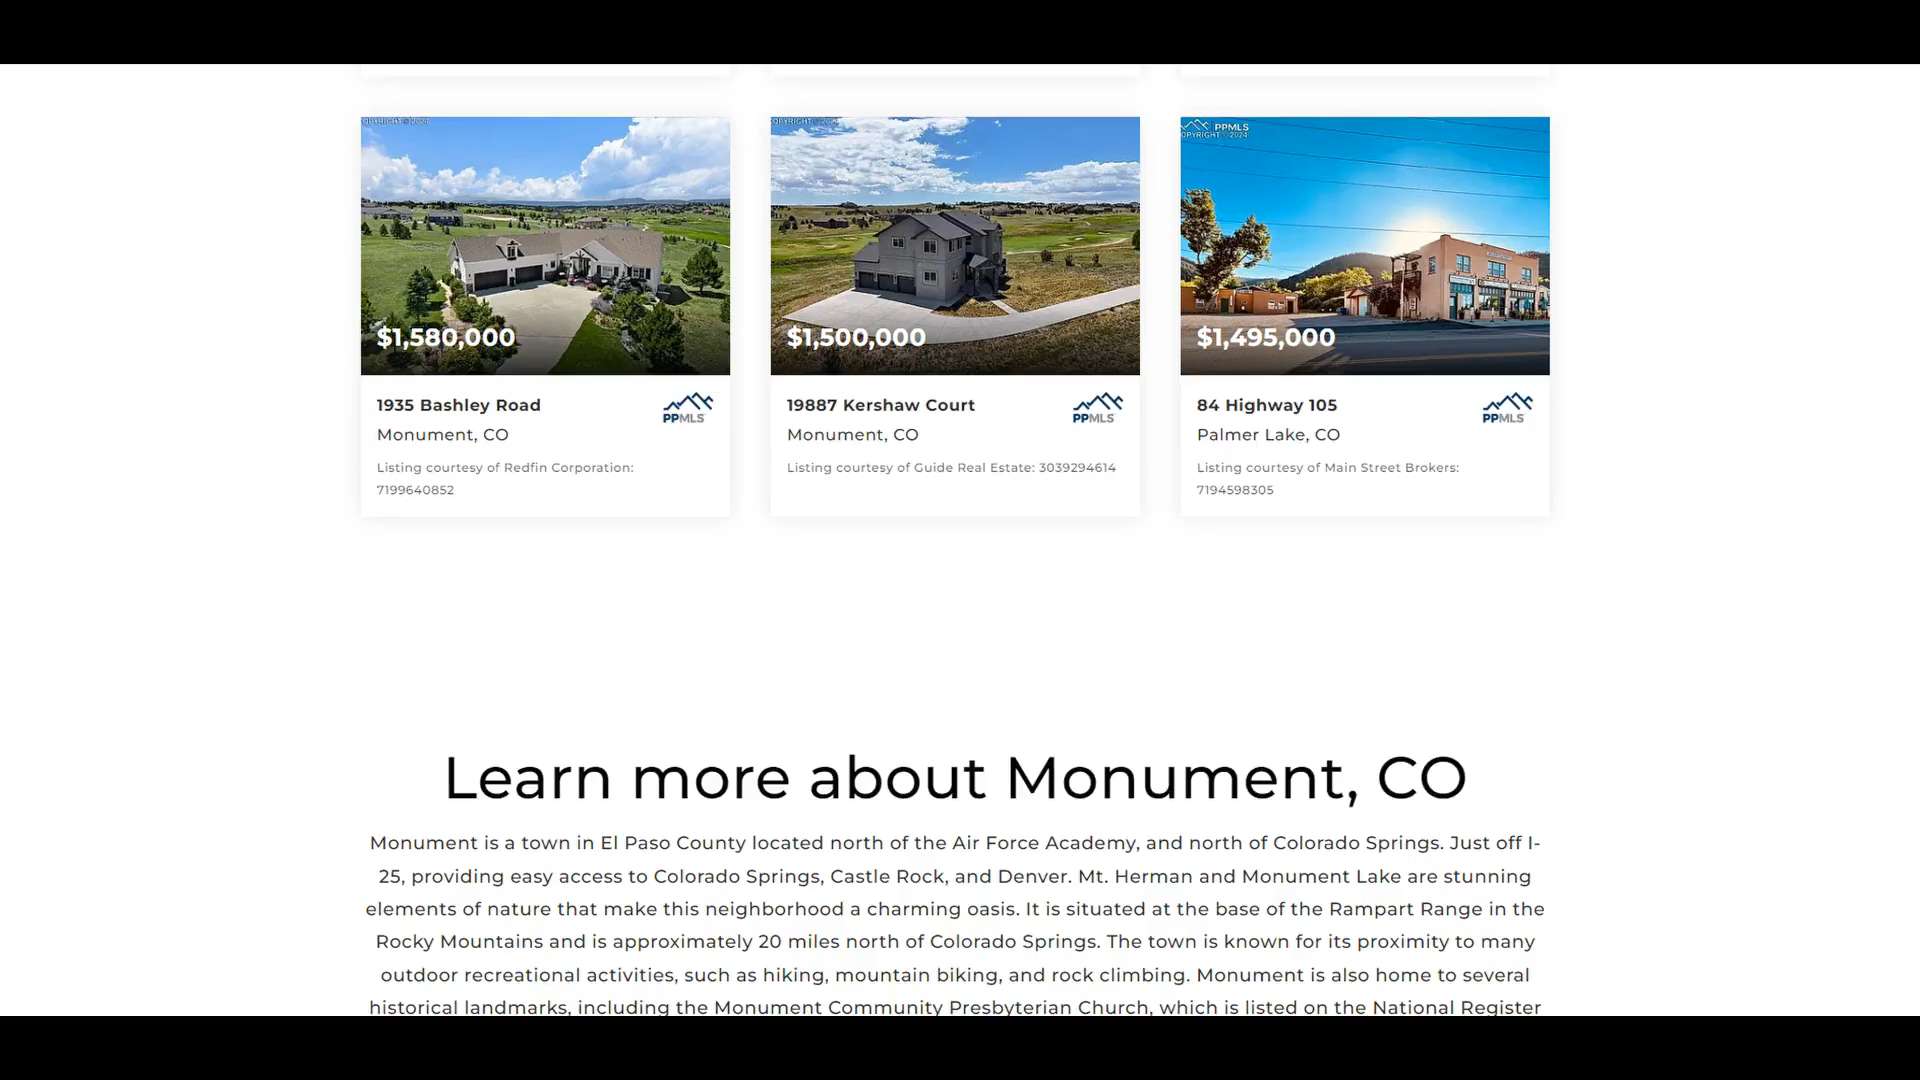 COPYRIGHT © 2024
COPYRIGHT © 2024
PPMLS
COPYRIGHT © 2024
$1,580,000
$1,500,000
$1,495,000
1935 Bashley Road
PPMLS
Monument, CO
Listing courtesy of Redfin Corporation:
7199640852
19887 Kershaw Court
PPMLS
Monument, CO
Listing courtesy of Guide Real Estate: 3039294614
84 Highway 105
PPMLS
Palmer Lake, CO
Listing courtesy of Main Street Brokers:
7194598305
Learn more about Monument, CO
Monument is a town in El Paso County located north of the Air Force Academy, and north of Colorado Springs. Just off I-
25, providing easy access to Colorado Springs, Castle Rock, and Denver. Mt. Herman and Monument Lake are stunning
elements of nature that make this neighborhood a charming oasis. It is situated at the base of the Rampart Range in the
Rocky Mountains and is approximately 20 miles north of Colorado Springs. The town is known for its proximity to many
outdoor recreational activities, such as hiking, mountain biking, and rock climbing. Monument is also home to several
historical landmarks, including the Monument Community Presbyterian Church, which is listed on the National Register